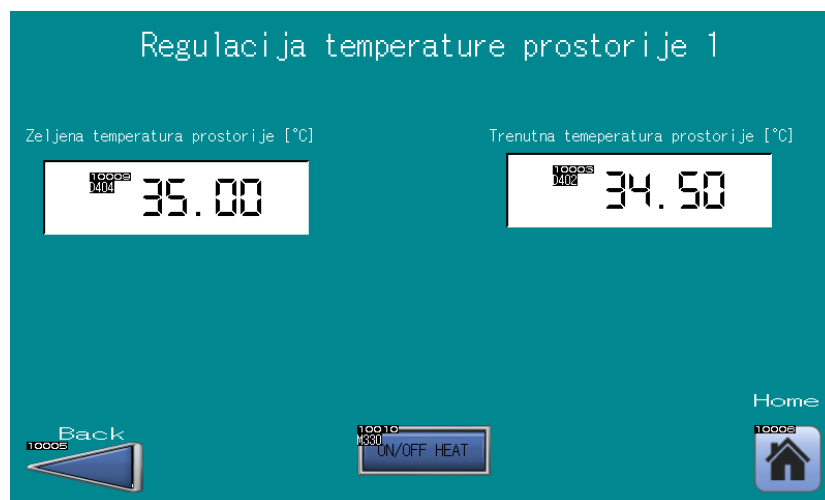 Regulacija temperature prostorije 1
Zeljena temperatura prostorije [°C]
Trenutna temeperatura prostorije [°C]
10008
D404
35.00
10003
D402
34.50
Home
Back
10005
10010
M330
ON/OFF HEAT
10006